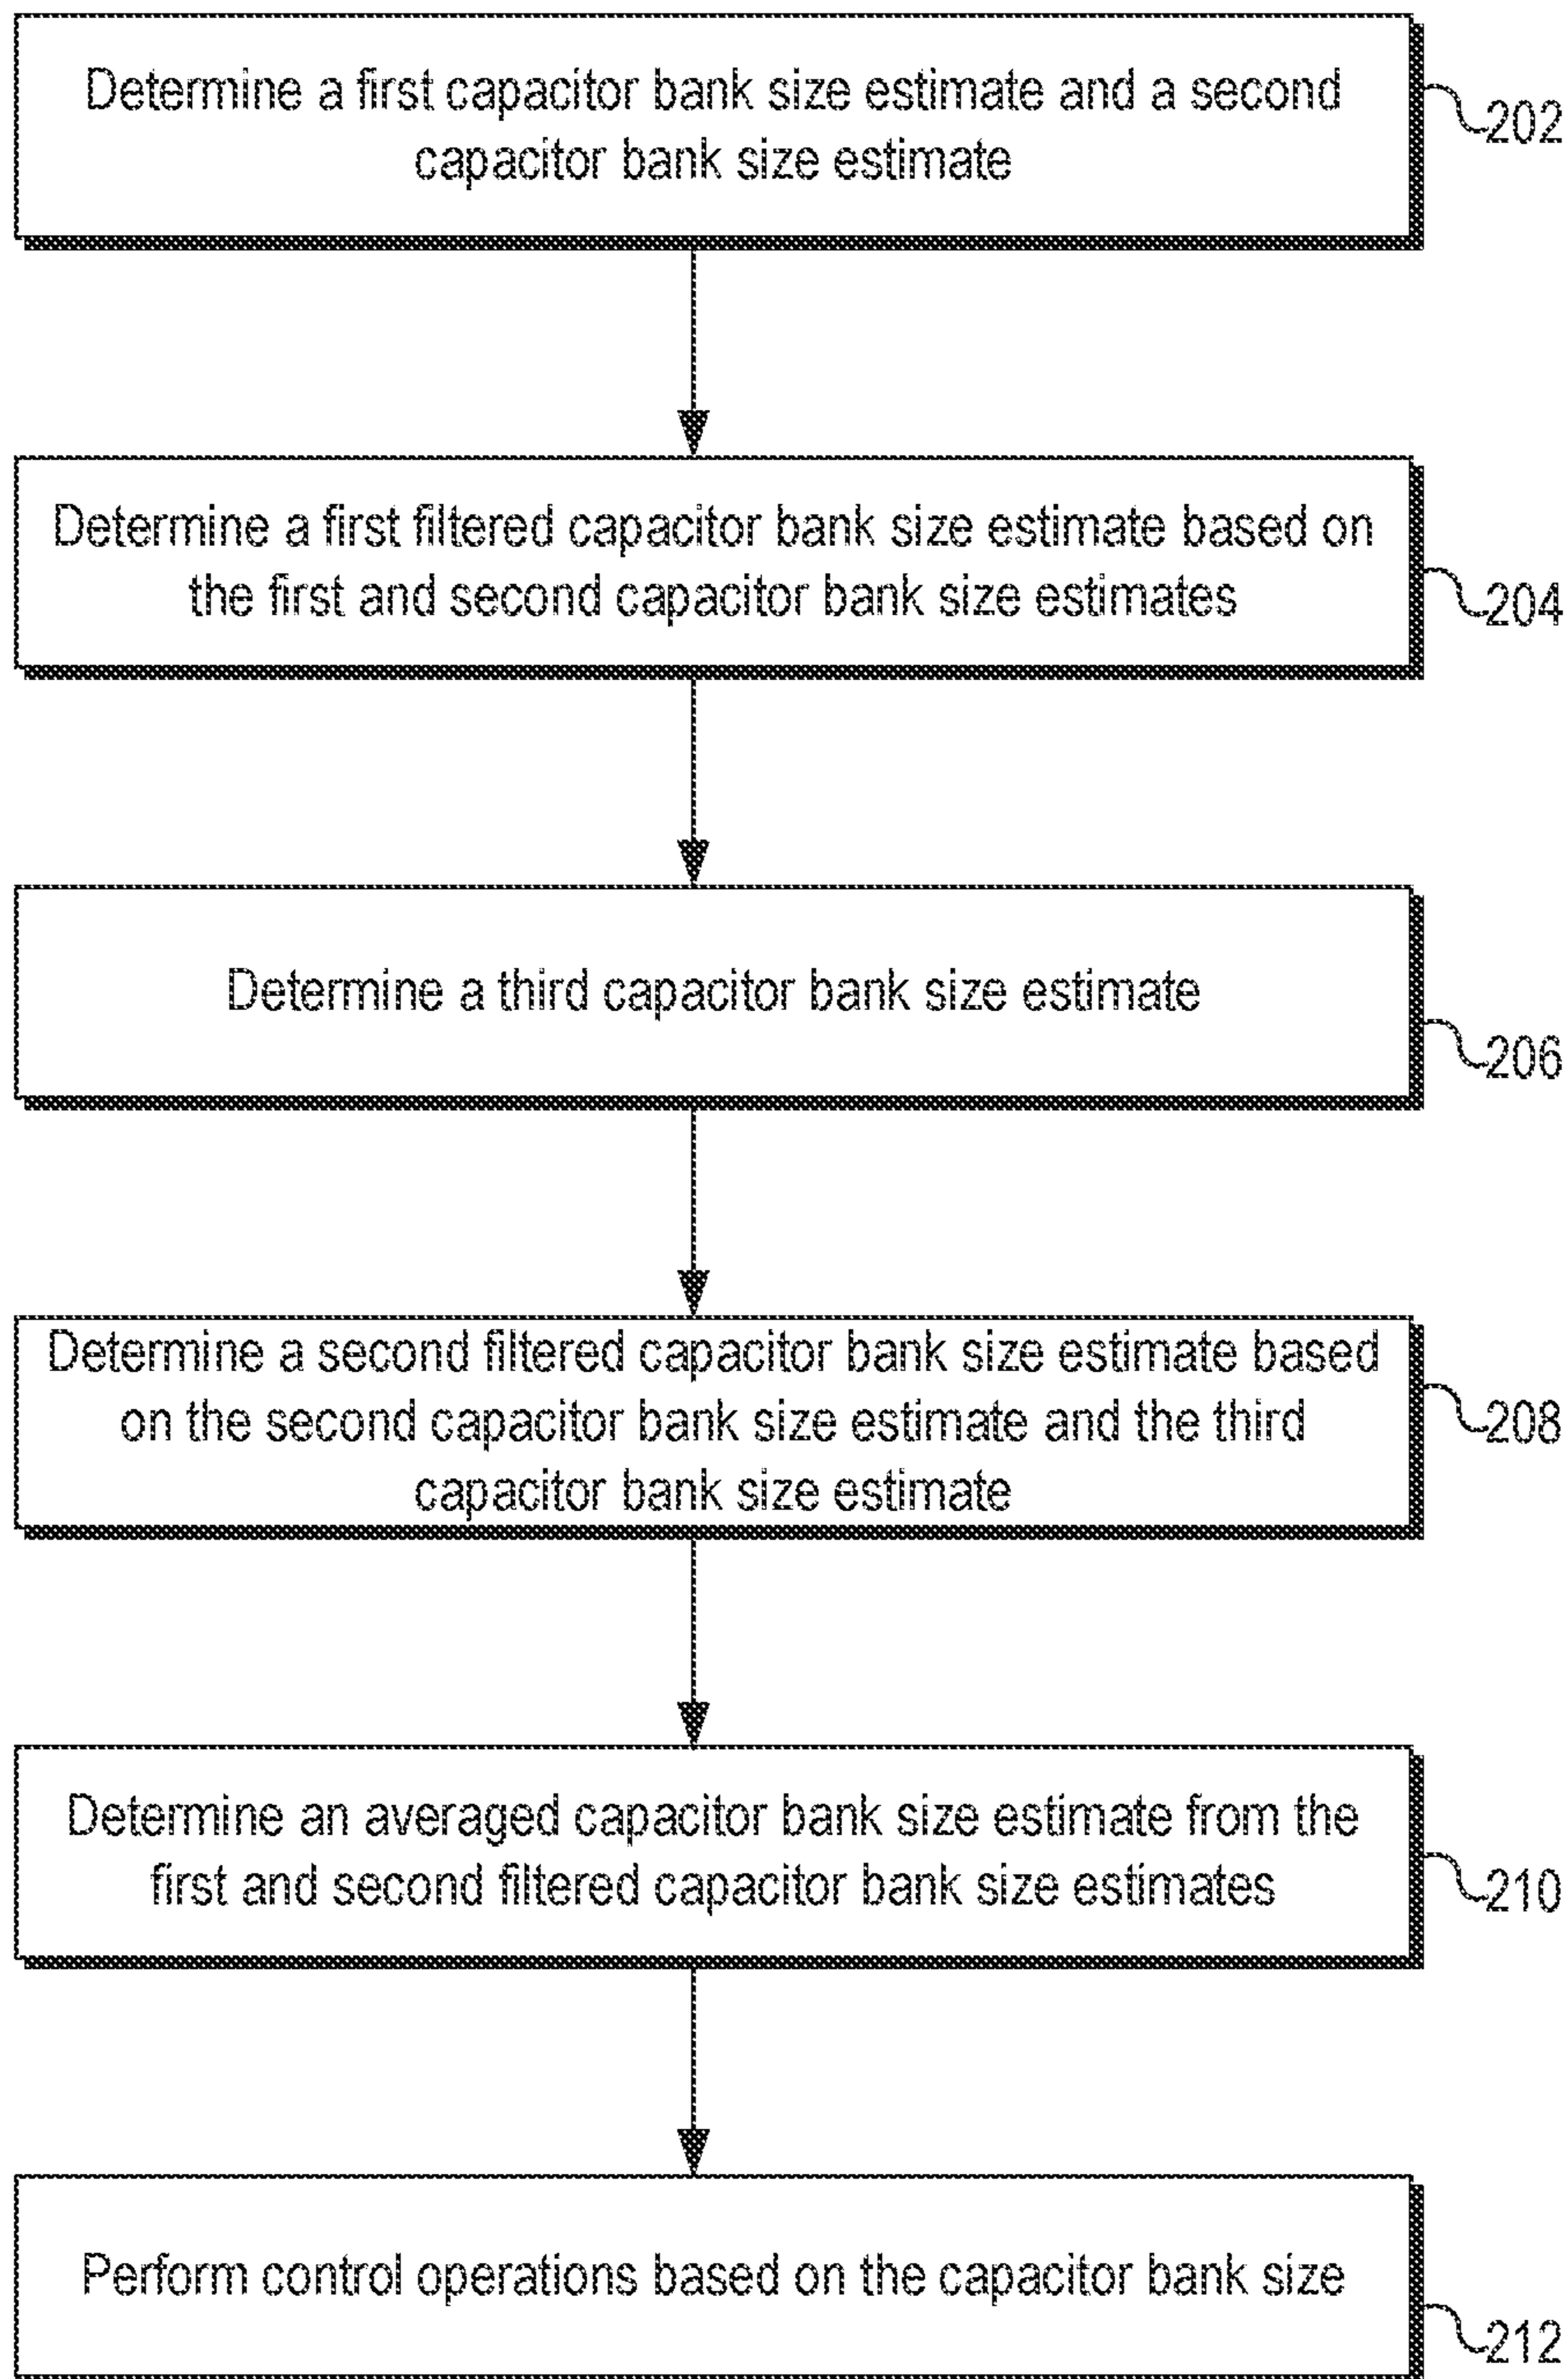 Determine a first capacitor bank size estimate and a second
capacitor bank size estimate
202
Determine a first filtered capacitor bank size estimate based on
the first and second capacitor bank size estimates
204
Determine a third capacitor bank size estimate
206
Determine a second filtered capacitor bank size estimate based
on the second capacitor bank size estimate and the third
capacitor bank size estimate
208
Determine an averaged capacitor bank size estimate from the
first and second filtered capacitor bank size estimates
210
Perform control operations based on the capacitor bank size
212